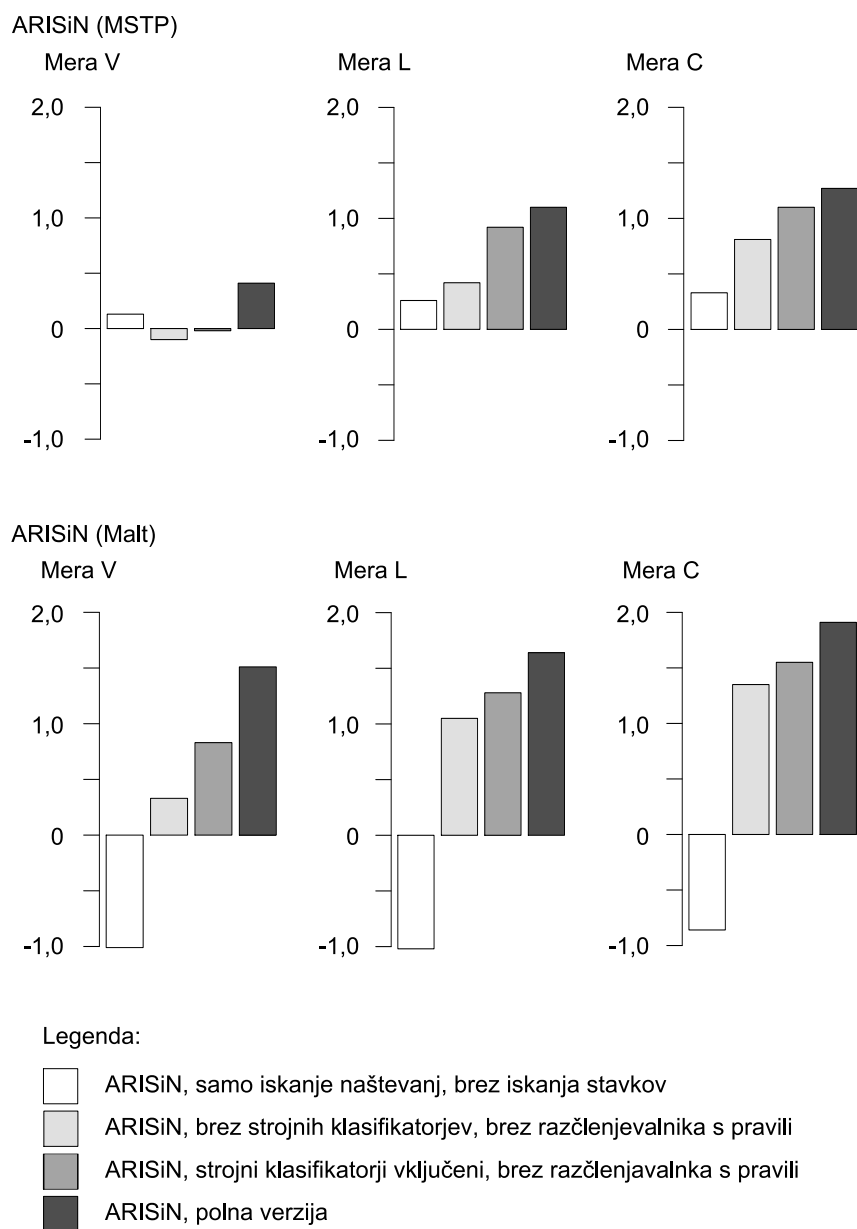 ARISiN (MSTP)
Mera V
Mera L
Mera C
2,0
1,0
0
-1,0
2,0
1,0
0
-1,0
2,0
1,0
0
-1,0
ARISiN (Malt)
Mera V
Mera L
Mera C
2,0
1,0
0
-1,0
2,0
1,0
0
-1,0
2,0
1,0
0
-1,0
Legenda:
ARISiN, samo iskanje naštevanj, brez iskanja stavkov
ARISiN, brez strojnih klasifikatorjev, brez razčlenjevalnika s pravili
ARISiN, strojni klasifikatorji vključeni, brez razčlenjavalnka s pravili
ARISiN, polna verzija